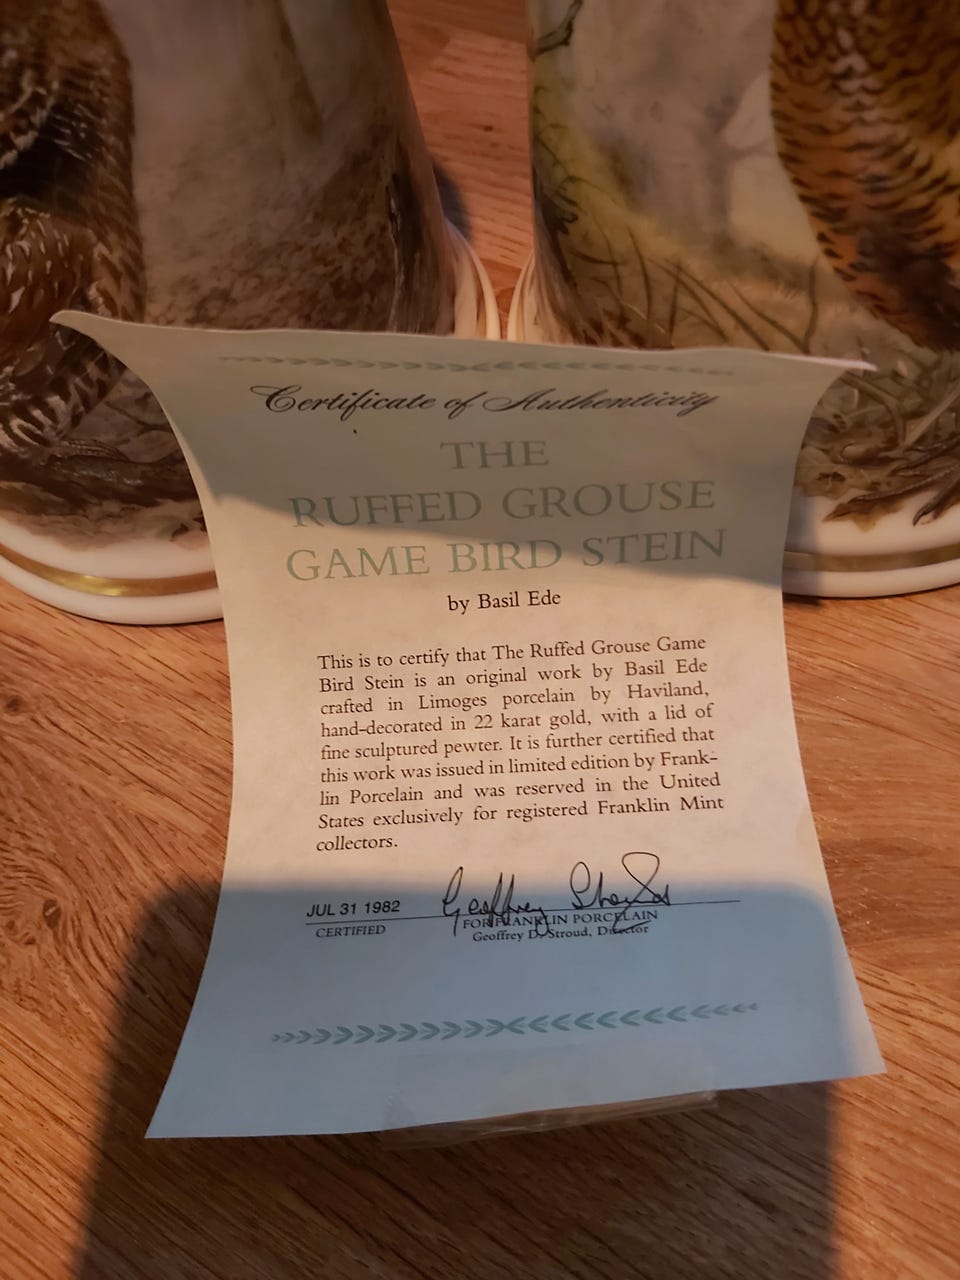 Certificate of Authenticity
THE
RUFFED GROUSE
GAME BIRD STEIN
by Basil Ede
This is to certify that The Ruffed Grouse Game
Bird Stein is an original work by Basil Ede
crafted in Limoges porcelain by Haviland,
hand-decorated in 22 karat gold, with a lid of
fine sculptured pewter. It is further certified that
this work was issued in limited edition by Frank-
lin Porcelain and was reserved in the United
States exclusively for registered Franklin Mint
collectors.
JUL 31 1982 Geoffrey Stroud
CERTIFIED FOR FRANKLIN PORCELAIN
Geoffrey D. Stroud, Director